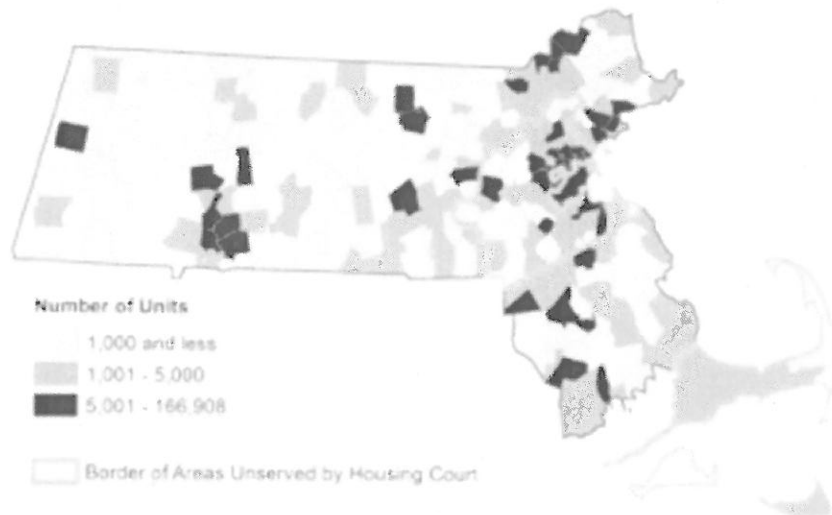 Number of Units
1,000 and less
1,001 - 5,000
5,001 - 166,908
Border of Areas Unserved by Housing Court